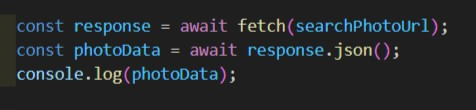 const response = await fetch(searchPhotoUrl);
const photoData = await response.json();
console.log(photoData);